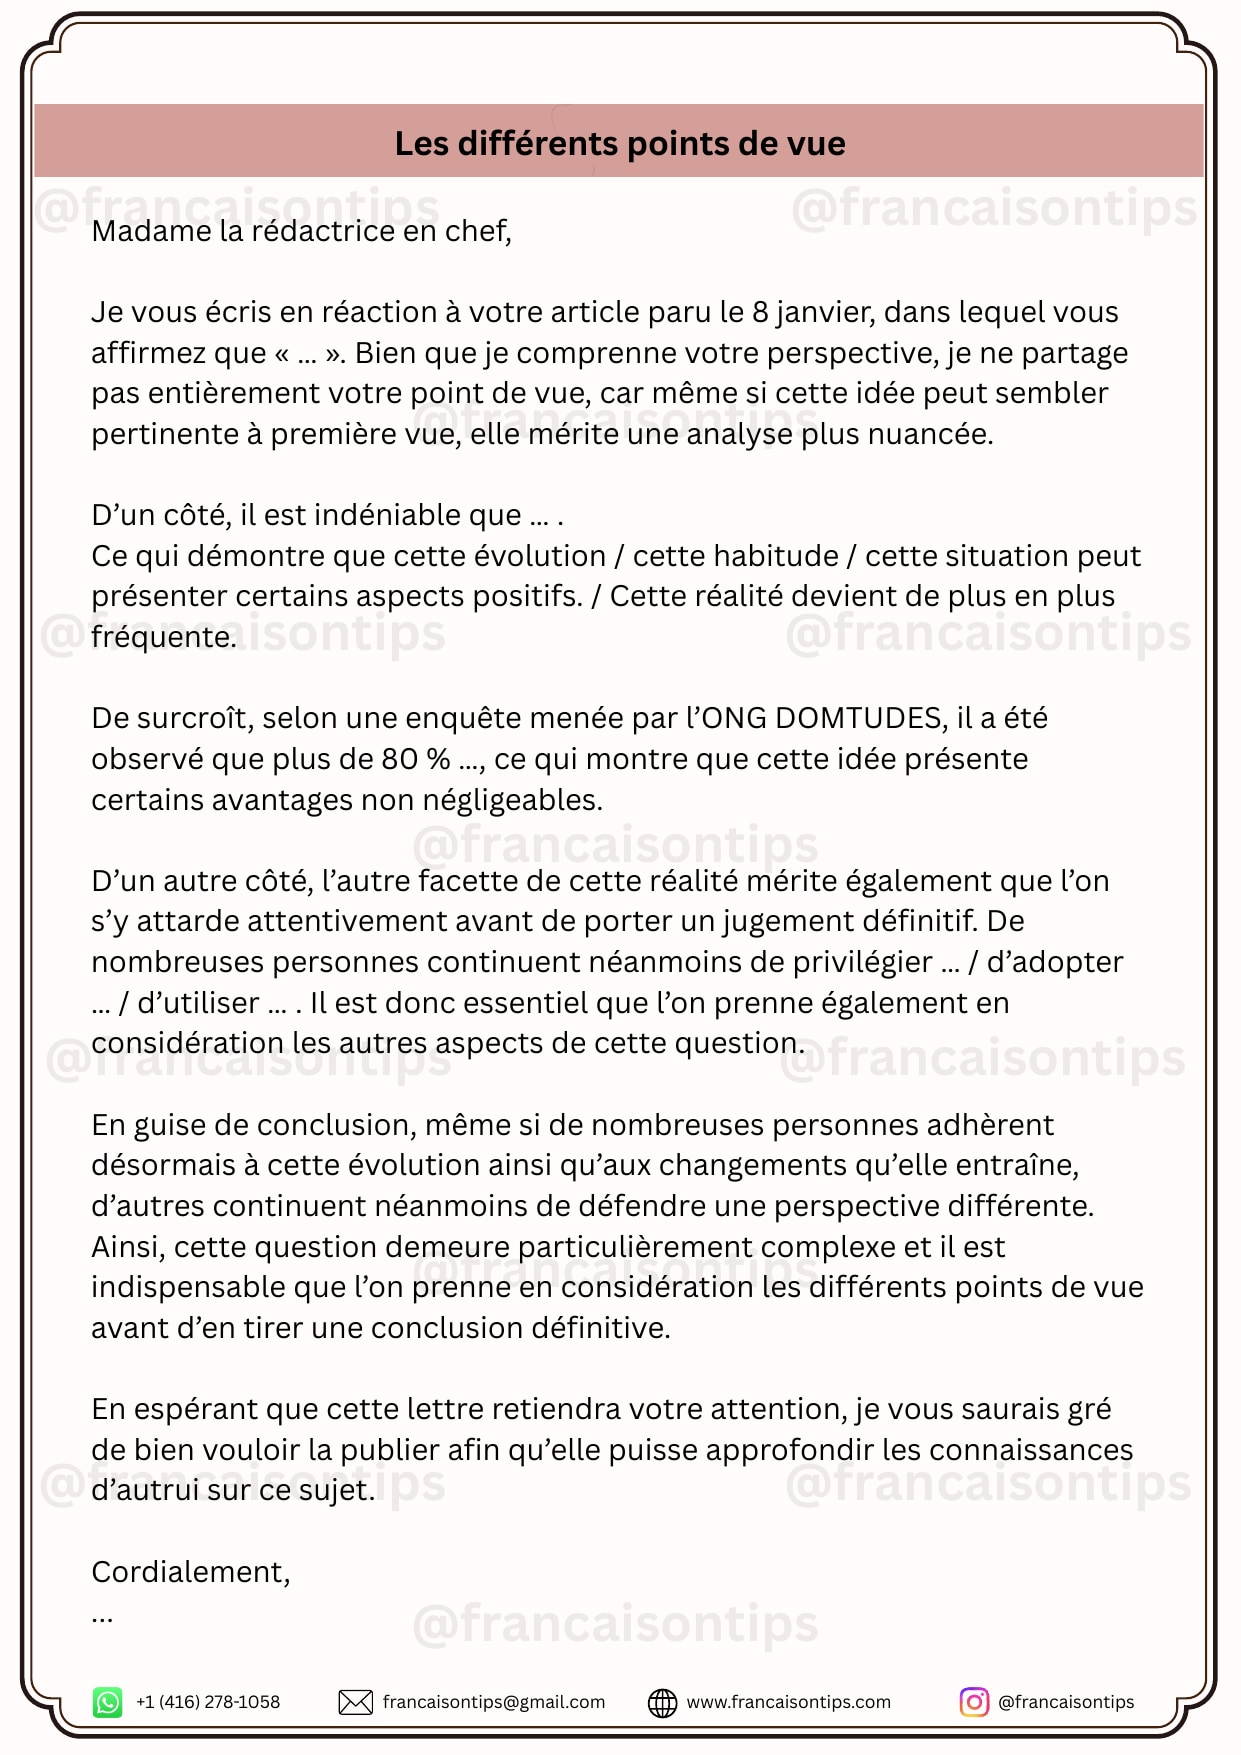 Les différents points de vue
@francaisontips @francaisontips
Madame la rédactrice en chef,
Je vous écris en réaction à votre article paru le 8 janvier, dans lequel vous
affirmez que « ... ». Bien que je comprenne votre perspective, je ne partage
pas entièrement votre point de vue, car même si cette idée peut sembler
@francaisontips
pertinente à première vue, elle mérite une analyse plus nuancée.
D’un côté, il est indéniable que ... .
Ce qui démontre que cette évolution / cette habitude / cette situation peut
présenter certains aspects positifs. / Cette réalité devient de plus en plus
@francaisontips @francaisontips
fréquente.
De surcroît, selon une enquête menée par l’ONG DOMTUDES, il a été
observé que plus de 80 % ..., ce qui montre que cette idée présente
certains avantages non négligeables.
@francaisontips
D’un autre côté, l’autre facette de cette réalité mérite également que l’on
s’y attarde attentivement avant de porter un jugement définitif. De
nombreuses personnes continuent néanmoins de privilégier ... / d’adopter
... / d’utiliser ... . Il est donc essentiel que l’on prenne également en
considération les autres aspects de cette question.
@francaisontips @francaisontips
En guise de conclusion, même si de nombreuses personnes adhèrent
désormais à cette évolution ainsi qu’aux changements qu’elle entraîne,
d’autres continuent néanmoins de défendre une perspective différente.
Ainsi, cette question demeure particulièrement complexe et il est
@francaisontips
indispensable que l’on prenne en considération les différents points de vue
avant d’en tirer une conclusion définitive.
En espérant que cette lettre retiendra votre attention, je vous saurais gré
de bien vouloir la publier afin qu’elle puisse approfondir les connaissances
@francaisontips @francaisontips
d’autrui sur ce sujet.
Cordialement,
...
@francaisontips
+1 (416) 278-1058 francaisontips@gmail.com www.francaisontips.com @francaisontips